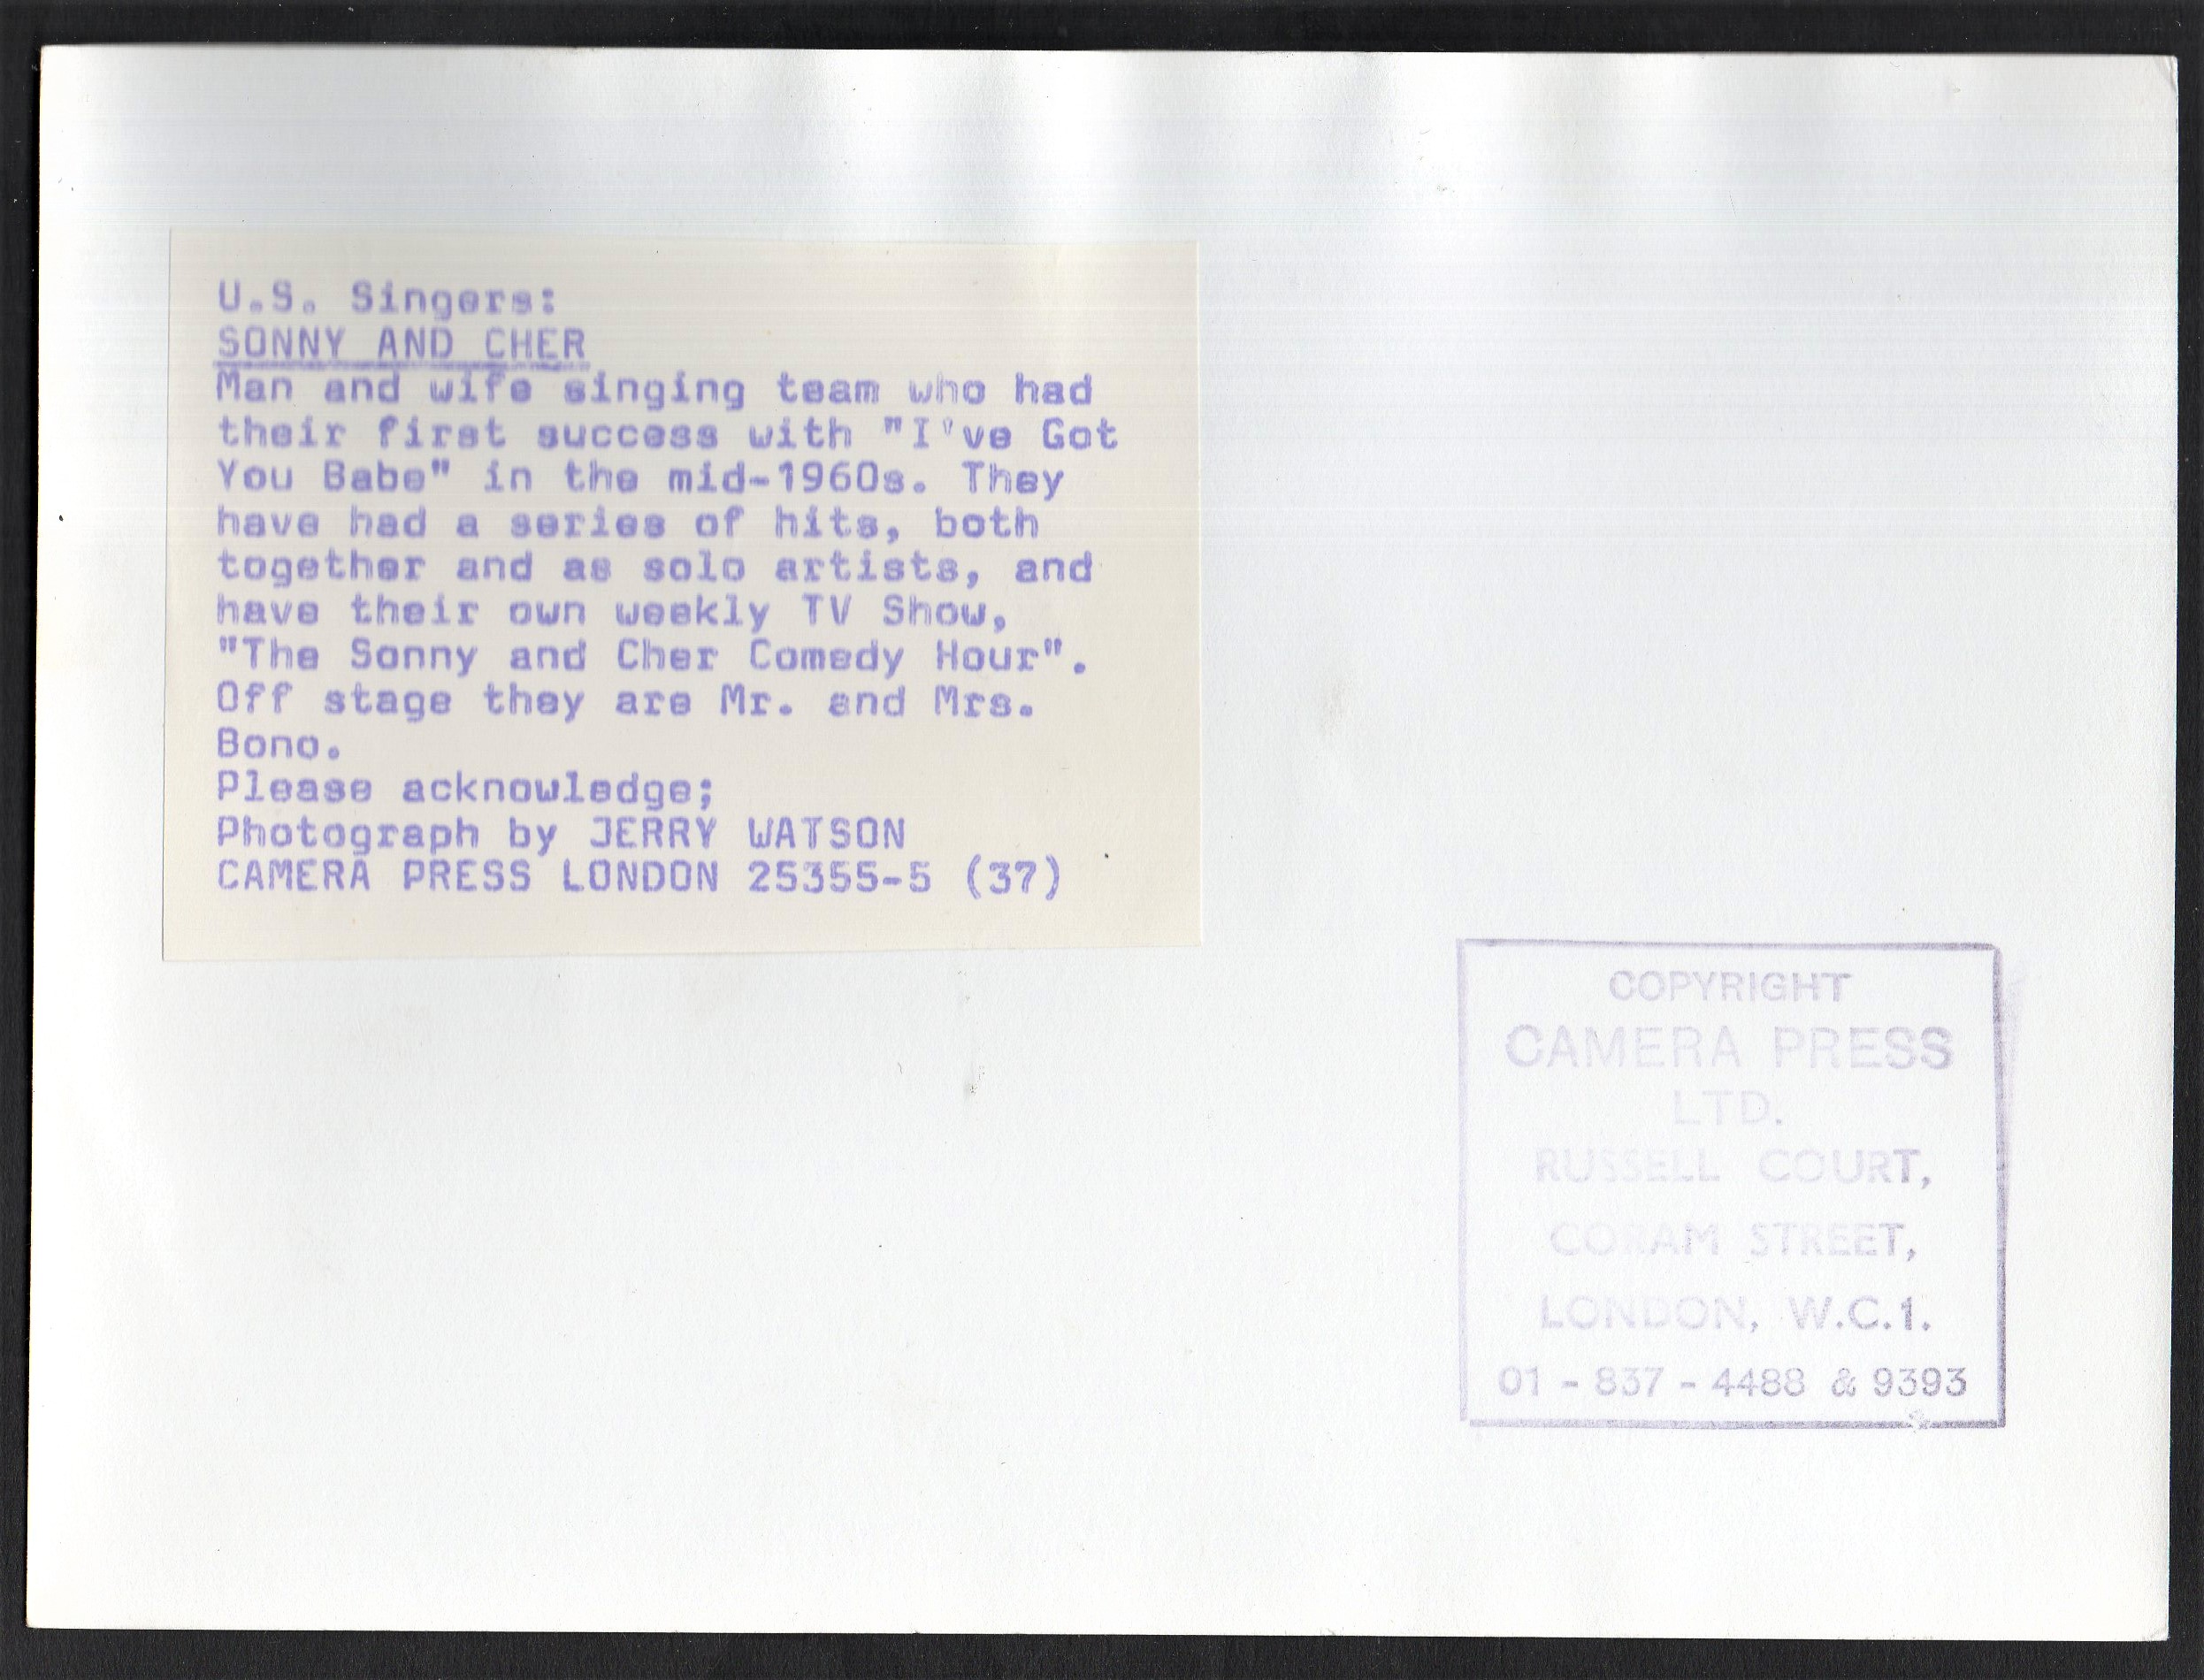 U.S. Singers:
SONNY AND CHER
Man and wife singing team who had
their first success with "I've Got
You Babe" in the mid-1960s. They
have had a series of hits, both
together and as solo artists, and
have their own weekly TV Show,
"The Sonny and Cher Comedy Hour".
Off stage they are Mr. and Mrs.
Bono.
Please acknowledge;
Photograph by JERRY WATSON
CAMERA PRESS LONDON 25355-5 (37)
COPYRIGHT
CAMERA PRESS
LTD.
RUSSELL COURT,
CORAM STREET,
LONDON, W.C.1.
01 - 837 - 4488 & 9393